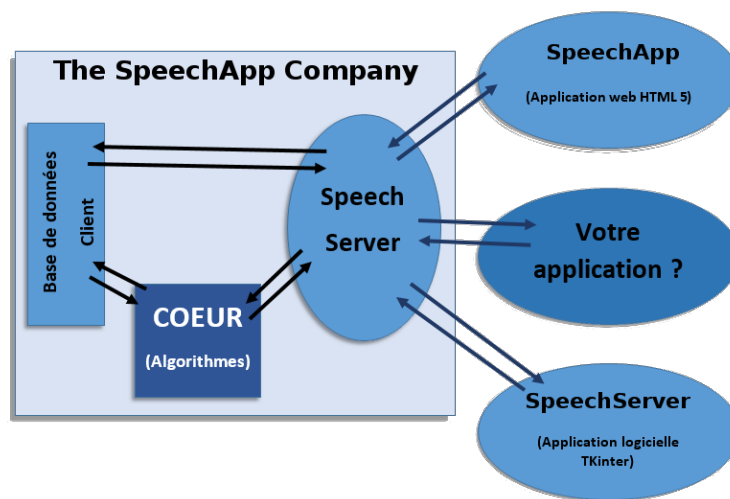 The SpeechApp Company
Base de données
Client
COEUR
(Algorithmes)
Speech
Server
SpeechApp
(Application web HTML 5)
Votre
application ?
SpeechServer
(Application logicielle
TKinter)